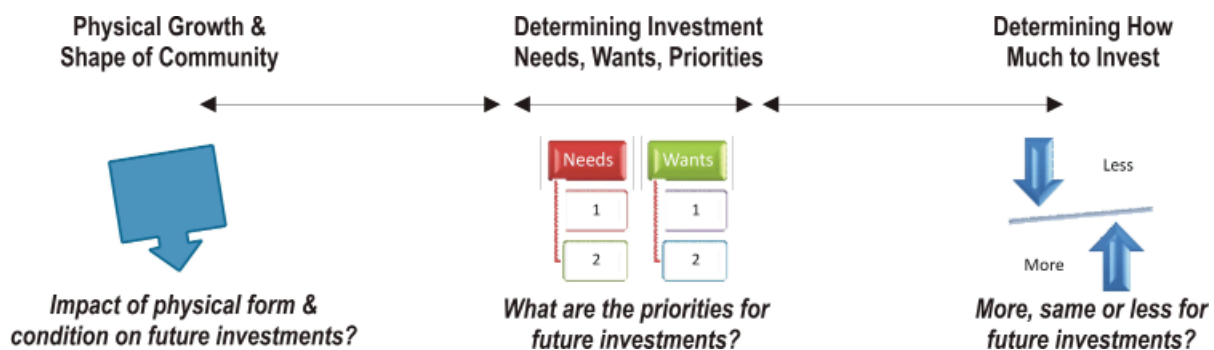 Physical Growth &
Shape of Community
Determining Investment
Needs, Wants, Priorities
Determining How
Much to Invest
Needs
Wants
1
1
2
2
Less
More
Impact of physical form &
condition on future investments?
What are the priorities for
future investments?
More, same or less for
future investments?